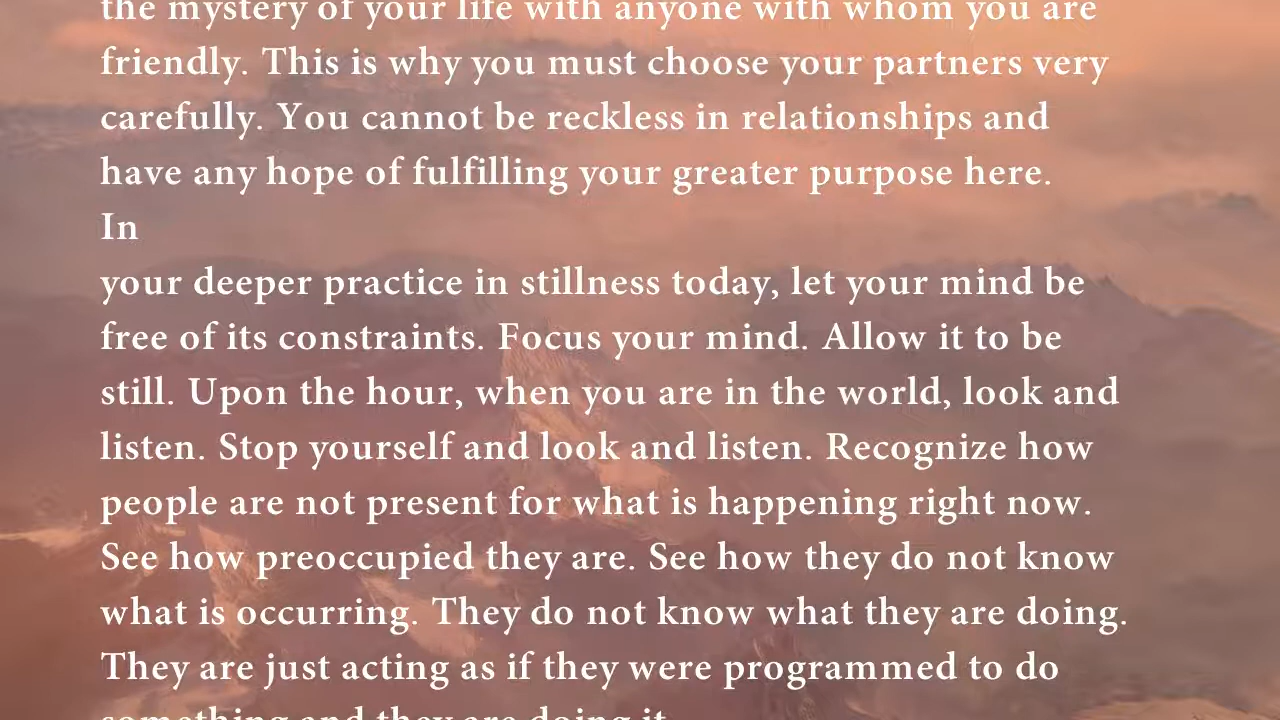 the mystery of your life with anyone with whom you are
friendly. This is why you must choose your partners very
carefully. You cannot be reckless in relationships and
have any hope of fulfilling your greater purpose here.
In
your deeper practice in stillness today, let your mind be
free of its constraints. Focus your mind. Allow it to be
still. Upon the hour, when you are in the world, look and
listen. Stop yourself and look and listen. Recognize how
people are not present for what is happening right now.
See how preoccupied they are. See how they do not know
what is occurring. They do not know what they are doing.
They are just acting as if they were programmed to do
something and they are doing it.